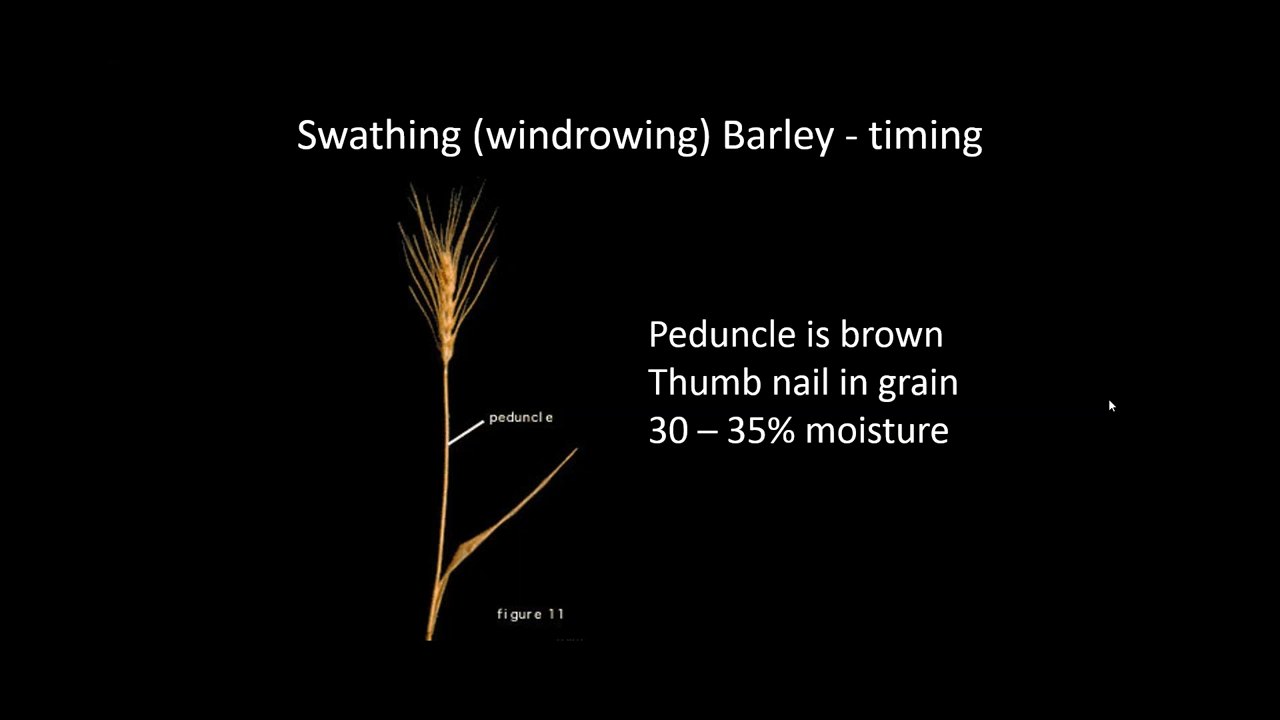 Swathing (windrowing) Barley - timing
Peduncle is brown
Thumb nail in grain
30 – 35% moisture
peduncle
figure 11